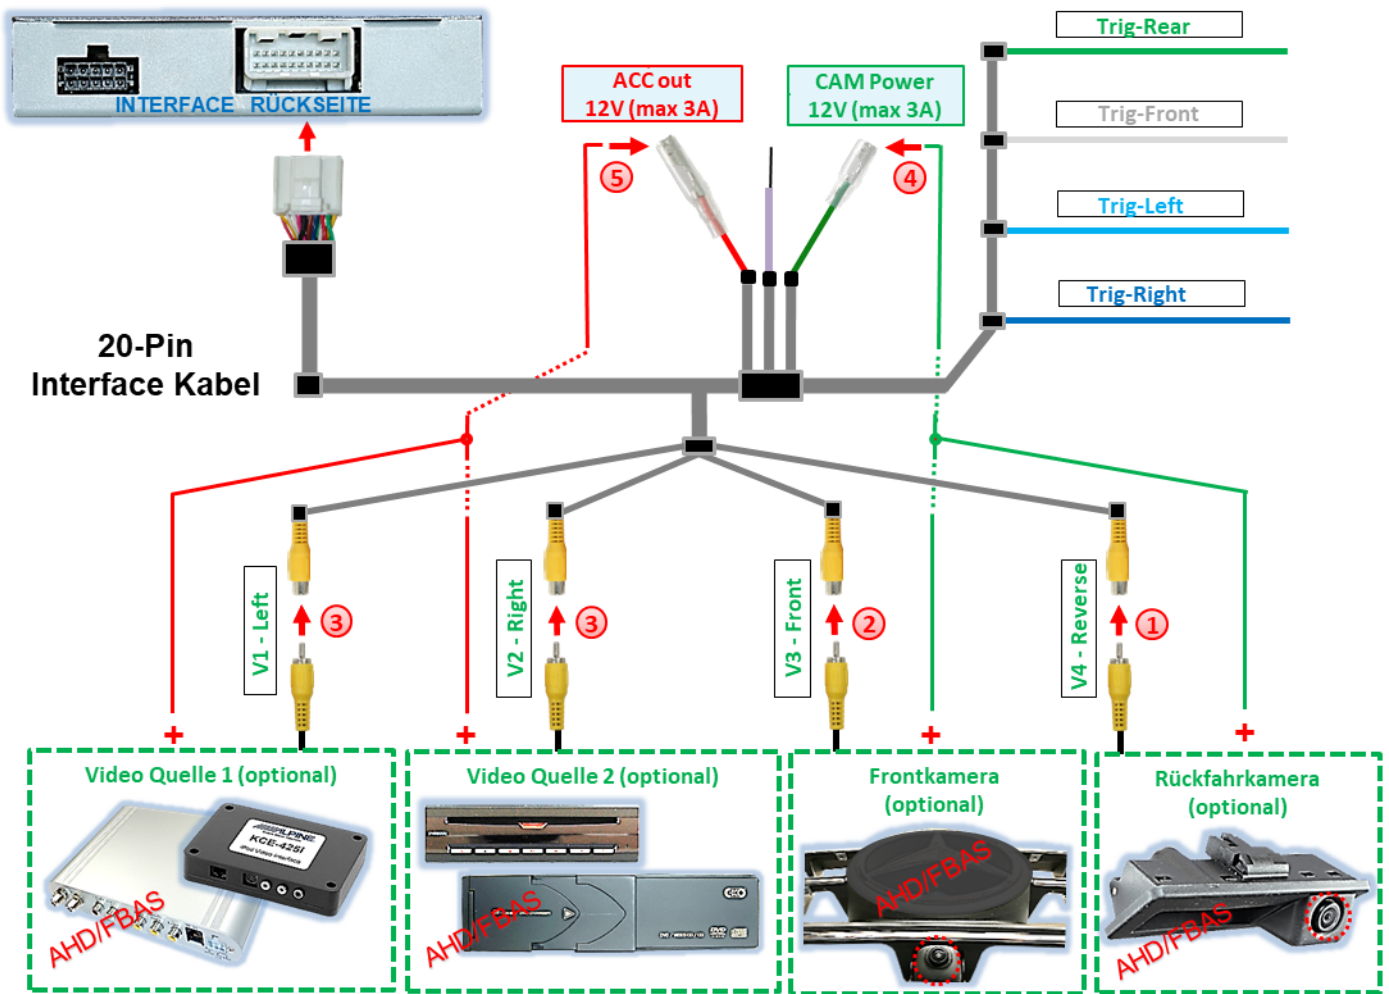 INTERFACE RÜCKSEITE
ACC out
12V (max 3A)
CAM Power
12V (max 3A)
Trig-Rear
Trig-Front
Trig-Left
Trig-Right
5
4
20-Pin
Interface Kabel
V1 - Left
3
V2 - Right
3
V3 - Front
2
V4 - Reverse
1
+
+
+
+
Video Quelle 1 (optional)
ALPINE
KCE-425i
iPod Video Interface
AHD/FBAS
Video Quelle 2 (optional)
AHD/FBAS
Frontkamera
(optional)
AHD/FBAS
Rückfahrkamera
(optional)
AHD/FBAS